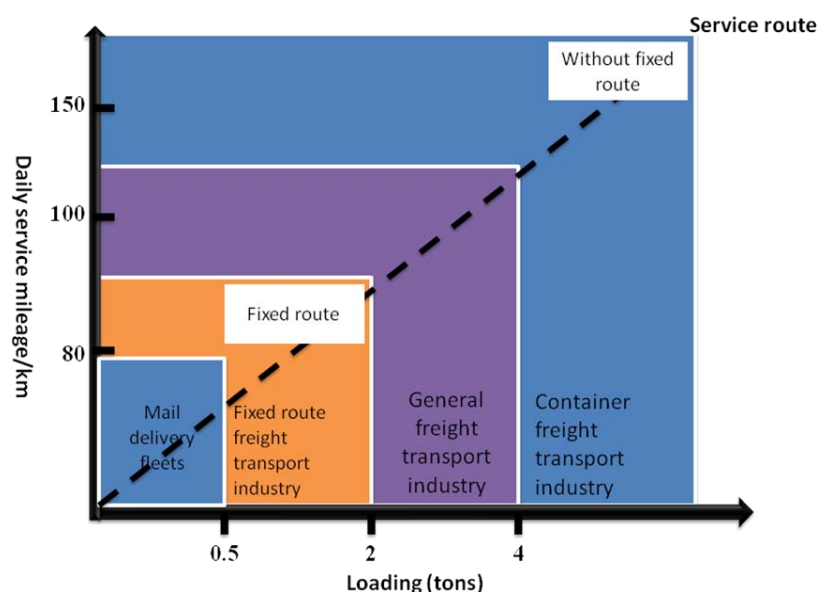 Service route
Without fixed
route
150
100
80
Daily service mileage/km
Fixed route
Mail
delivery
fleets
Fixed route
freight
transport
industry
General
freight
transport
industry
Container
freight
transport
industry
0.5
2
4
Loading (tons)